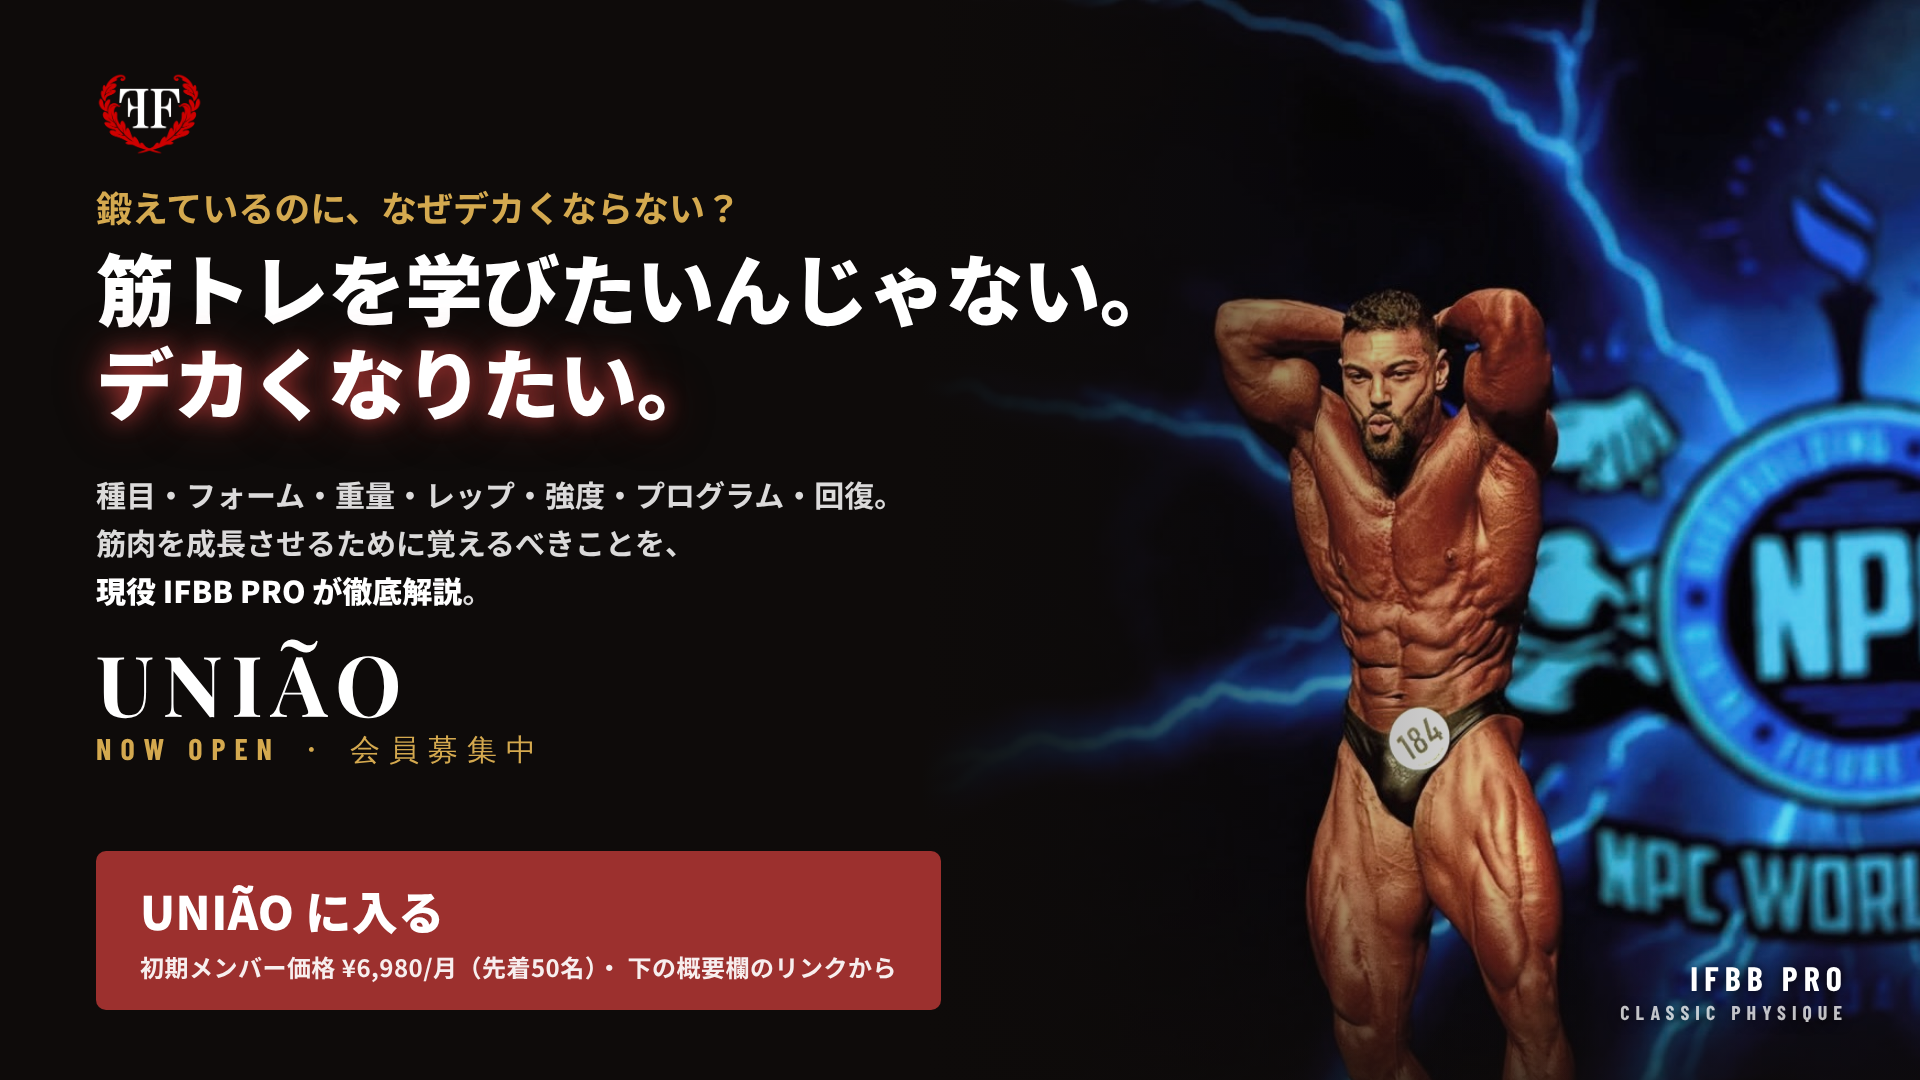 FF
鍛えているのに、なぜデカくならない？
筋トレを学びたいんじゃない。
デカくなりたい。
種目・フォーム・重量・レップ・強度・プログラム・回復。
筋肉を成長させるために覚えるべきことを、
現役 IFBB PRO が徹底解説。
UNIÃO
NOW OPEN · 会員募集中
UNIÃO に入る
初期メンバー価格 ¥6,980/月（先着50名）・ 下の概要欄のリンクから
184
NP
NPC WORL
IFBB PRO
CLASSIC PHYSIQUE